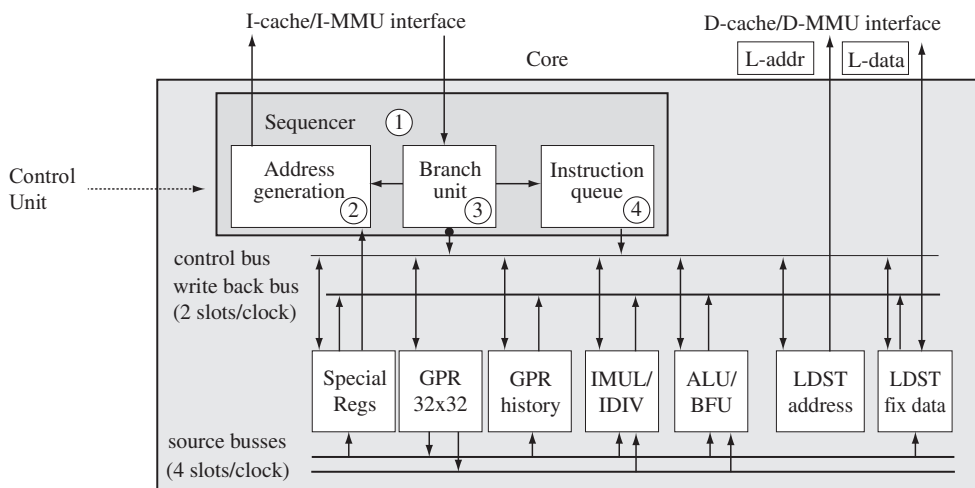 I-cache/I-MMU interface
D-cache/D-MMU interface
L-addr
L-data
Core
Sequencer
1
Control
Unit
Address
generation
2
Branch
unit
3
Instruction
queue
4
control bus
write back bus
(2 slots/clock)
Special
Regs
GPR
32x32
GPR
history
IMUL/
IDIV
ALU/
BFU
LDST
address
LDST
fix data
source busses
(4 slots/clock)